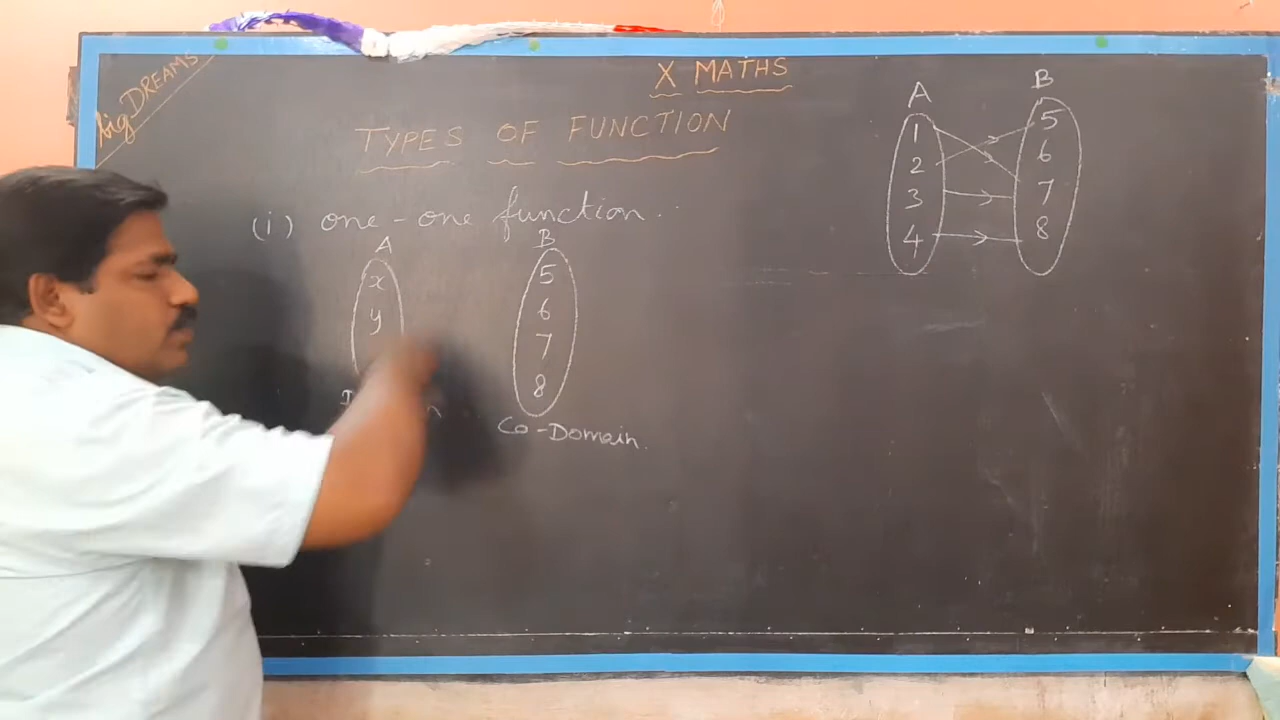 big DREAMS
X MATHS
TYPES OF FUNCTION
(i) one-one function.
A B
x 5
y 6
7
8
Co-Domain.
A B
1 5
2 6
3 7
4 8